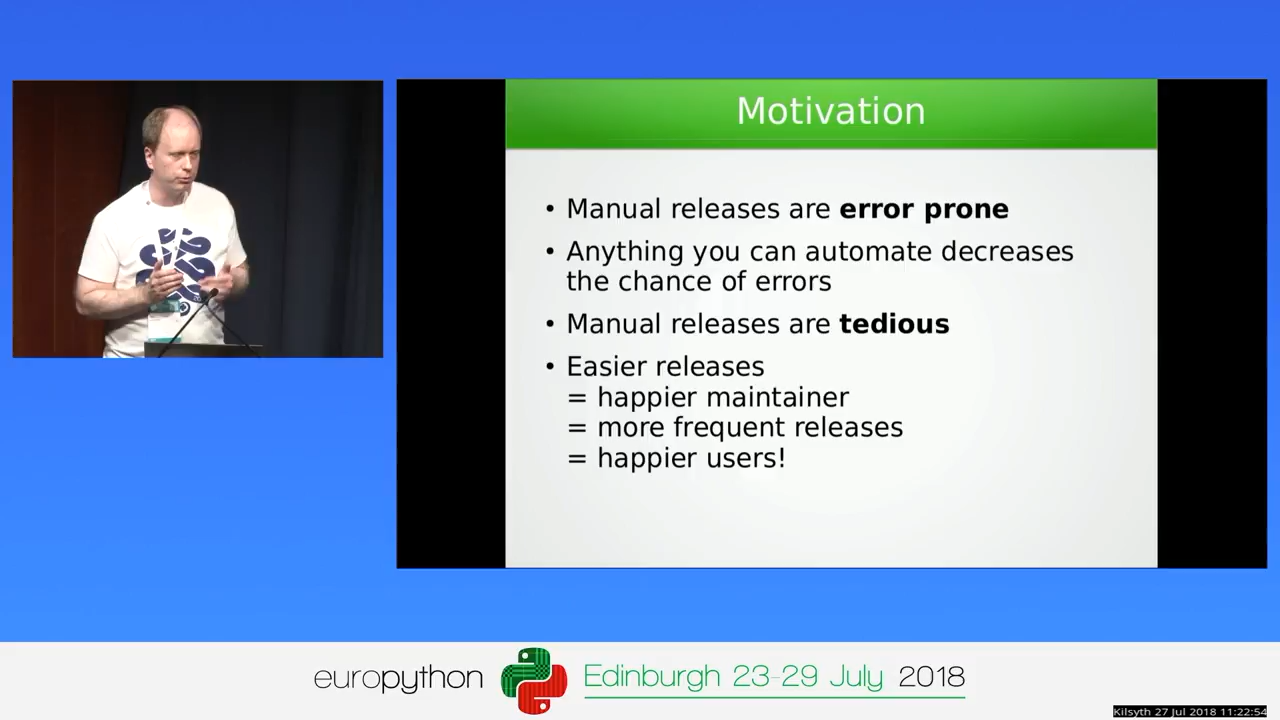 Motivation
• Manual releases are error prone
• Anything you can automate decreases
the chance of errors
• Manual releases are tedious
• Easier releases
= happier maintainer
= more frequent releases
= happier users!
europython
Edinburgh 23-29 July 2018
Kilsyth 27 Jul 2018 11:22:54